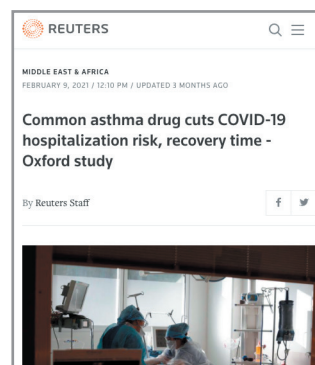 REUTERS
MIDDLE EAST & AFRICA
FEBRUARY 9, 2021 / 12:10 PM / UPDATED 3 MONTHS AGO
Common asthma drug cuts COVID-19
hospitalization risk, recovery time -
Oxford study
By Reuters Staff